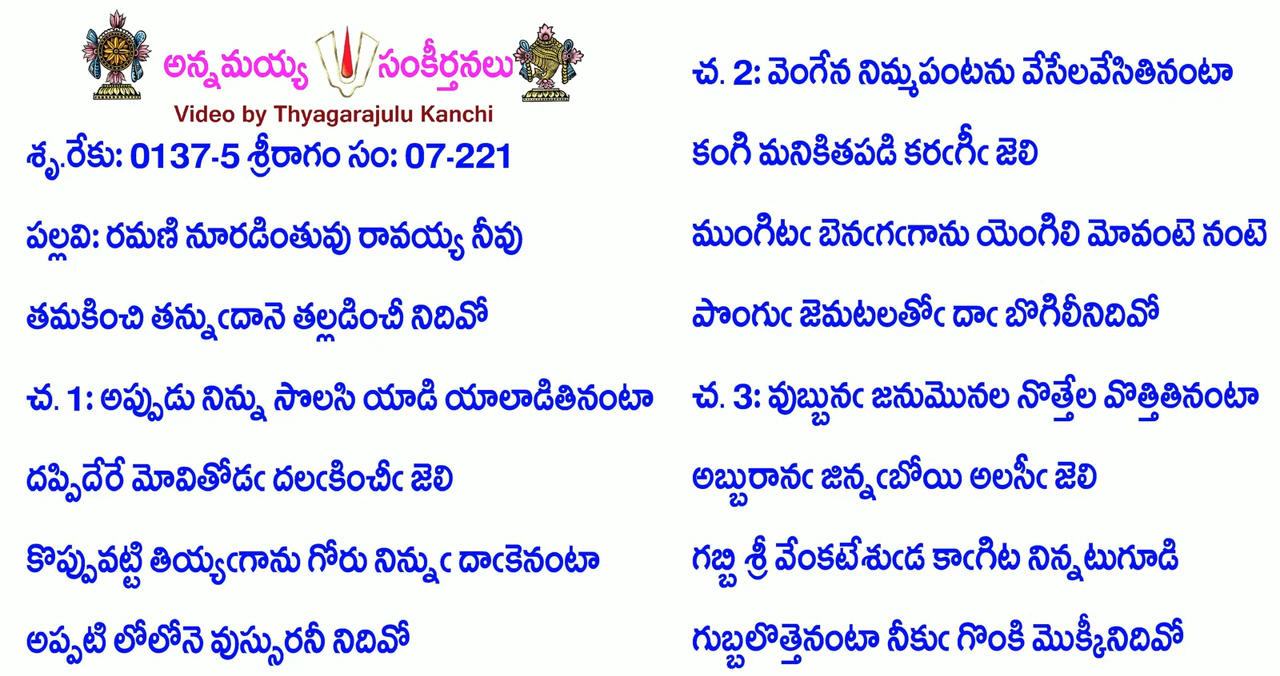 అన్నమయ్య సంకీర్తనలు
Video by Thyagarajulu Kanchi
శృ.రేకు: 0137-5 శ్రీరాగం సం: 07-221
పల్లవి: రమణి నూరడింతువు రావయ్య నీవు
తమకించి తన్నుఁదానె తల్లడించీ నిదివో
చ. 1: అప్పుడు నిన్ను సొలసి యాడి యాలాడితినంటా
దప్పిదేరే మోవితోడఁ దలఁకించీఁ జెలి
కొప్పువట్టి తియ్యఁగాను గోరు నిన్నుఁ దాఁకెనంటా
అప్పటి లోలోనె వుస్సురనీ నిదివో
చ. 2: వెంగేన నిమ్మపంటను వేసేలవేసితినంటా
కంగి మనికితపడి కరఁగీఁ జెలి
ముంగిటఁ బెనఁగఁగాను యెంగిలి మోవంటె నంటె
పొంగుఁ జెమటలతోఁ దాఁ బొగిలీనిదివో
చ. 3: వుబ్బునఁ జనుమొనల నొత్తేల వొత్తితినంటా
అబ్బురానఁ జిన్నఁబోయి అలసీఁ జెలి
గబ్బి శ్రీ వేంకటేశుఁడ కాఁగిట నిన్నటుగూడి
గుబ్బలొత్తెనంటా నీకుఁ గొంకి మొక్కీనిదివో